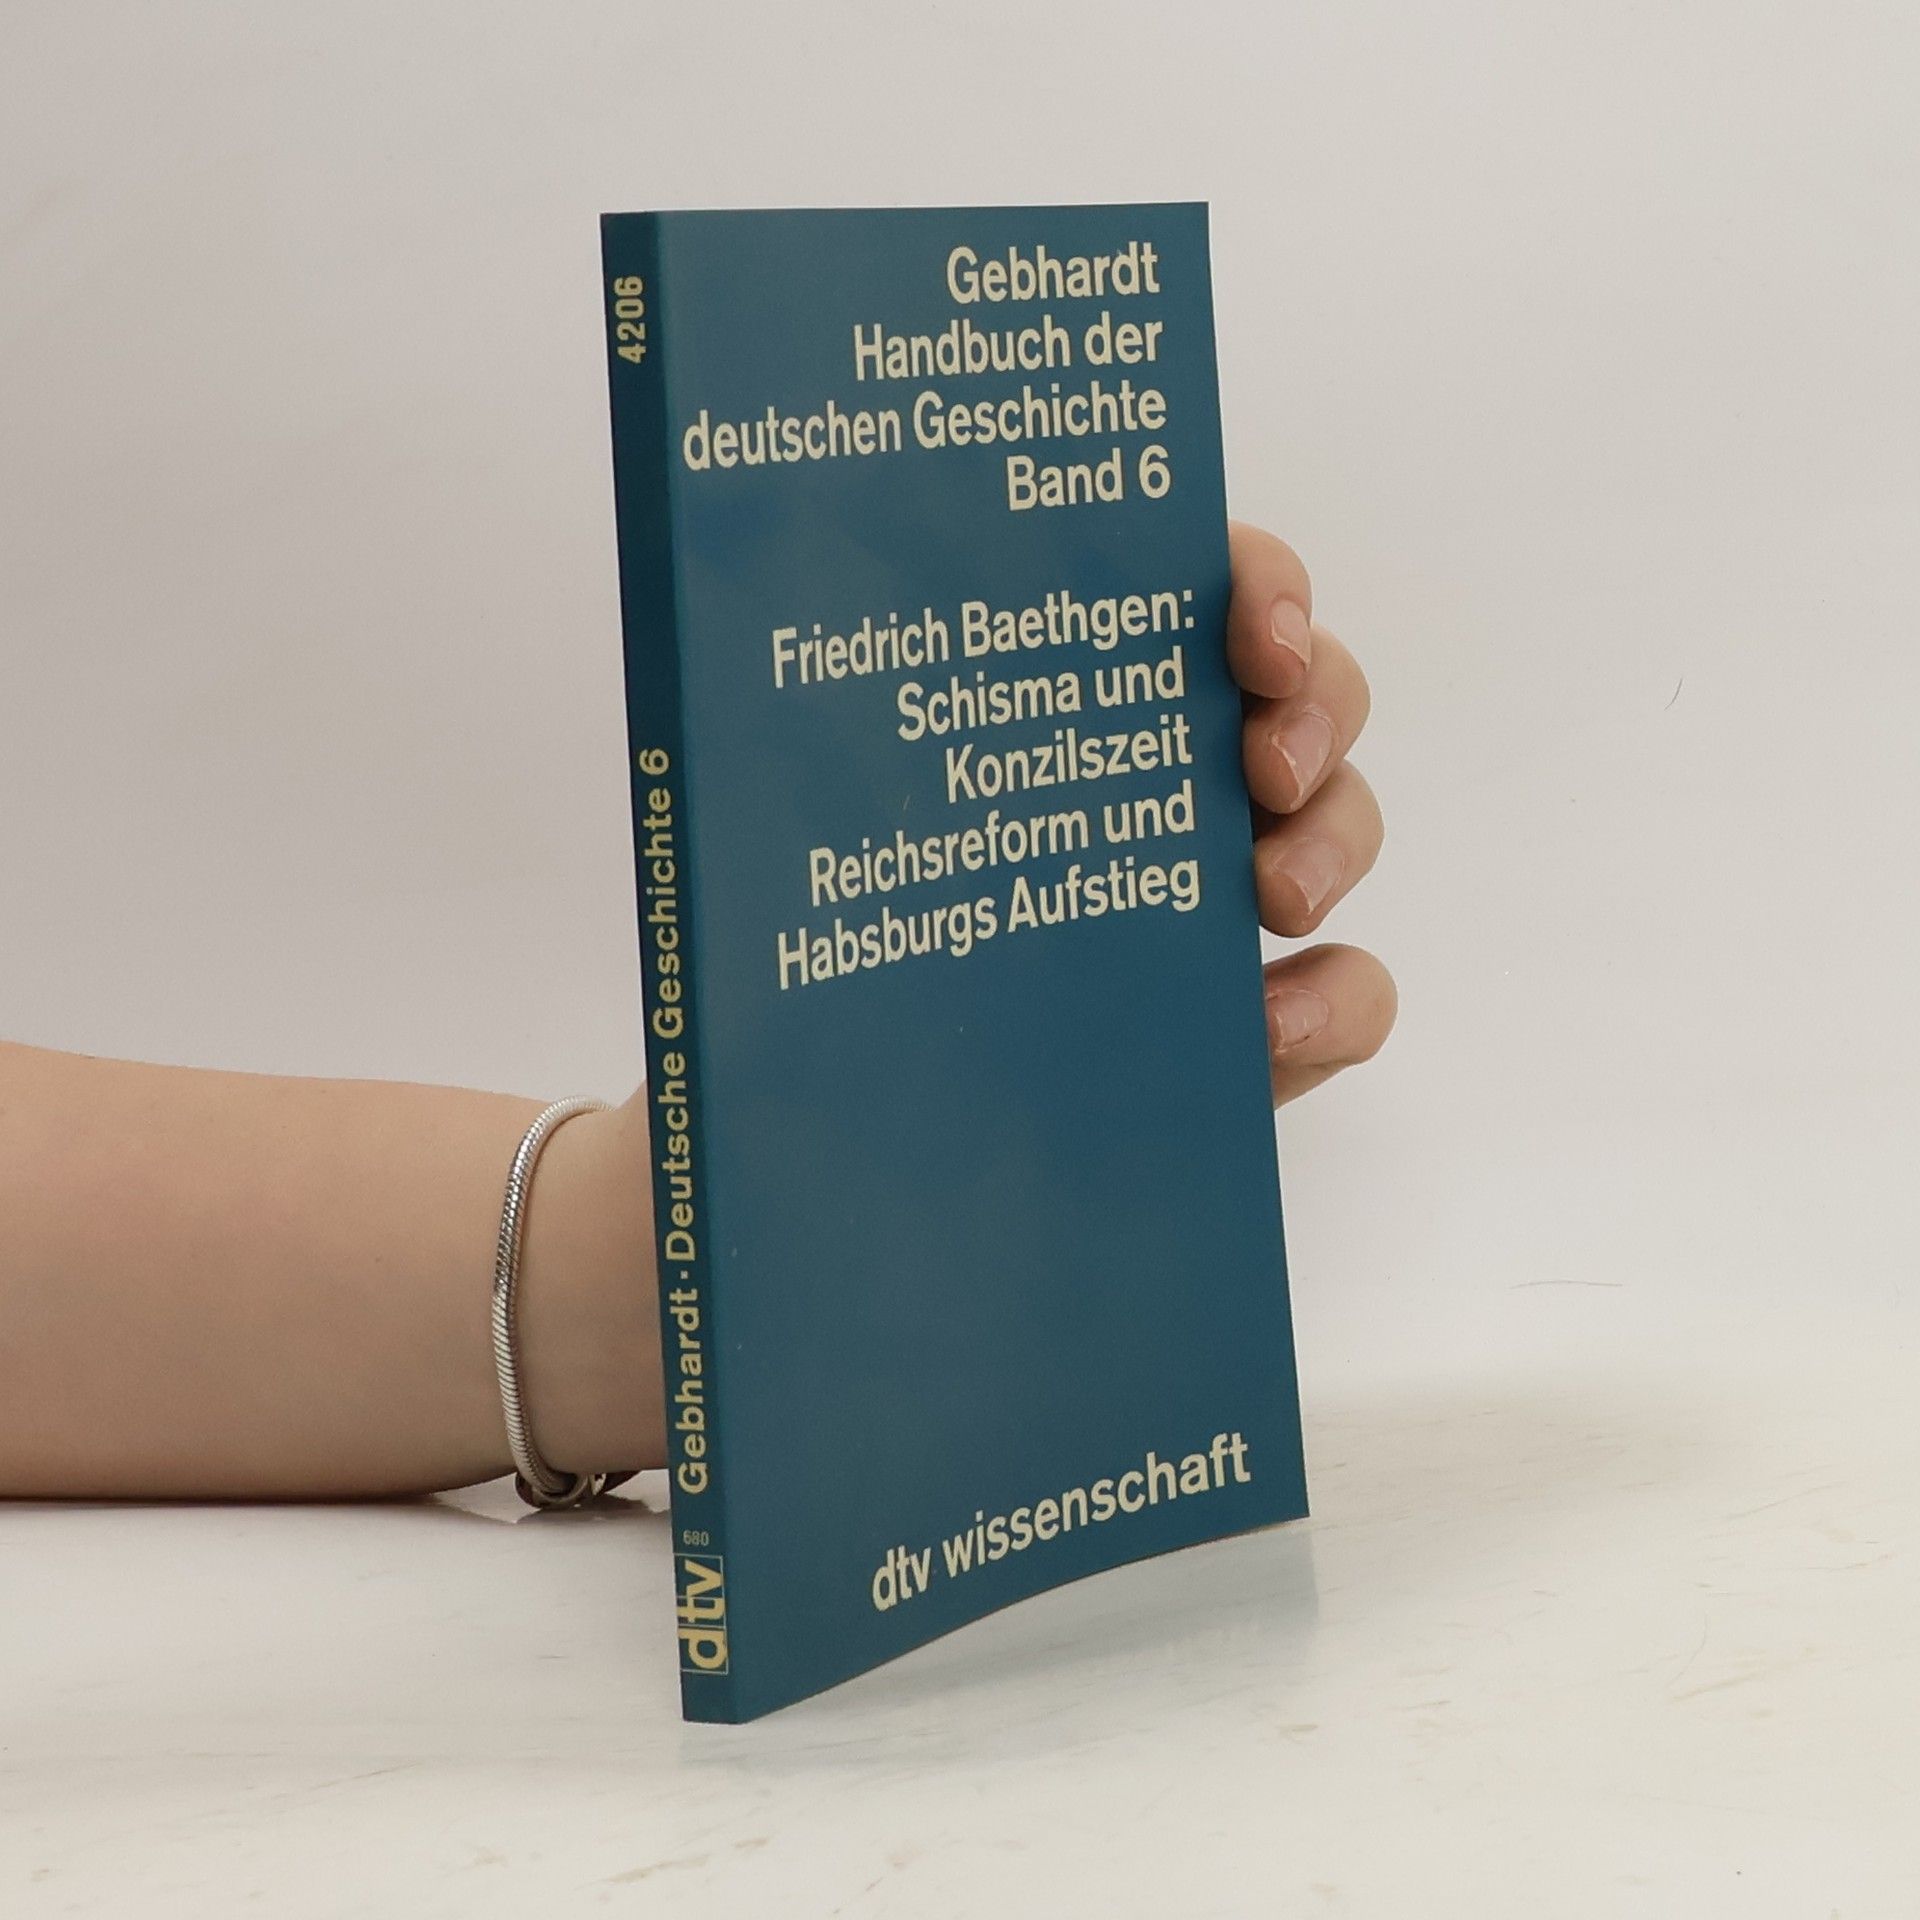 Gebhardt
Handbuch der
deutschen Geschichte
Band 6
Friedrich Baethgen:
Schisma und
Konzilszeit
Reichsreform und
Habsburgs Aufstieg
dtv wissenschaft
4206
Gebhardt · Deutsche Geschichte 6
680
dtv